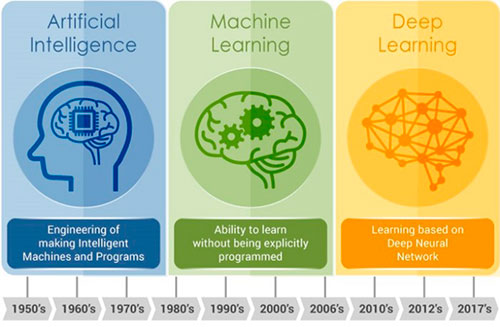 Artificial
Intelligence
Machine
Learning
Deep
Learning
Engineering of
making Intelligent
Machines and Programs
Ability to learn
without being explicitly
programmed
Learning based on
Deep Neural
Network
1950's
1960's
1970's
1980's
1990's
2000's
2006's
2010's
2012's
2017's